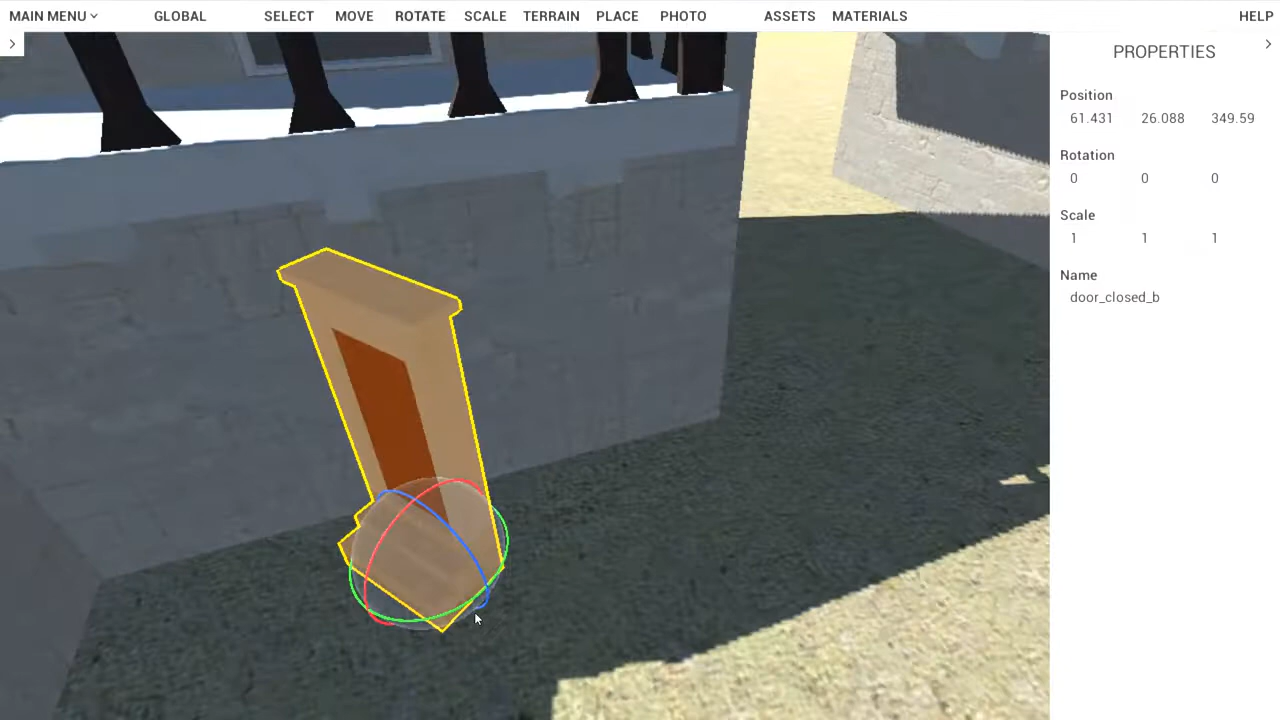 MAIN MENU GLOBAL SELECT MOVE ROTATE SCALE TERRAIN PLACE PHOTO ASSETS MATERIALS HELP
PROPERTIES
Position
61.431 26.088 349.59
Rotation
0 0 0
Scale
1 1 1
Name
door_closed_b